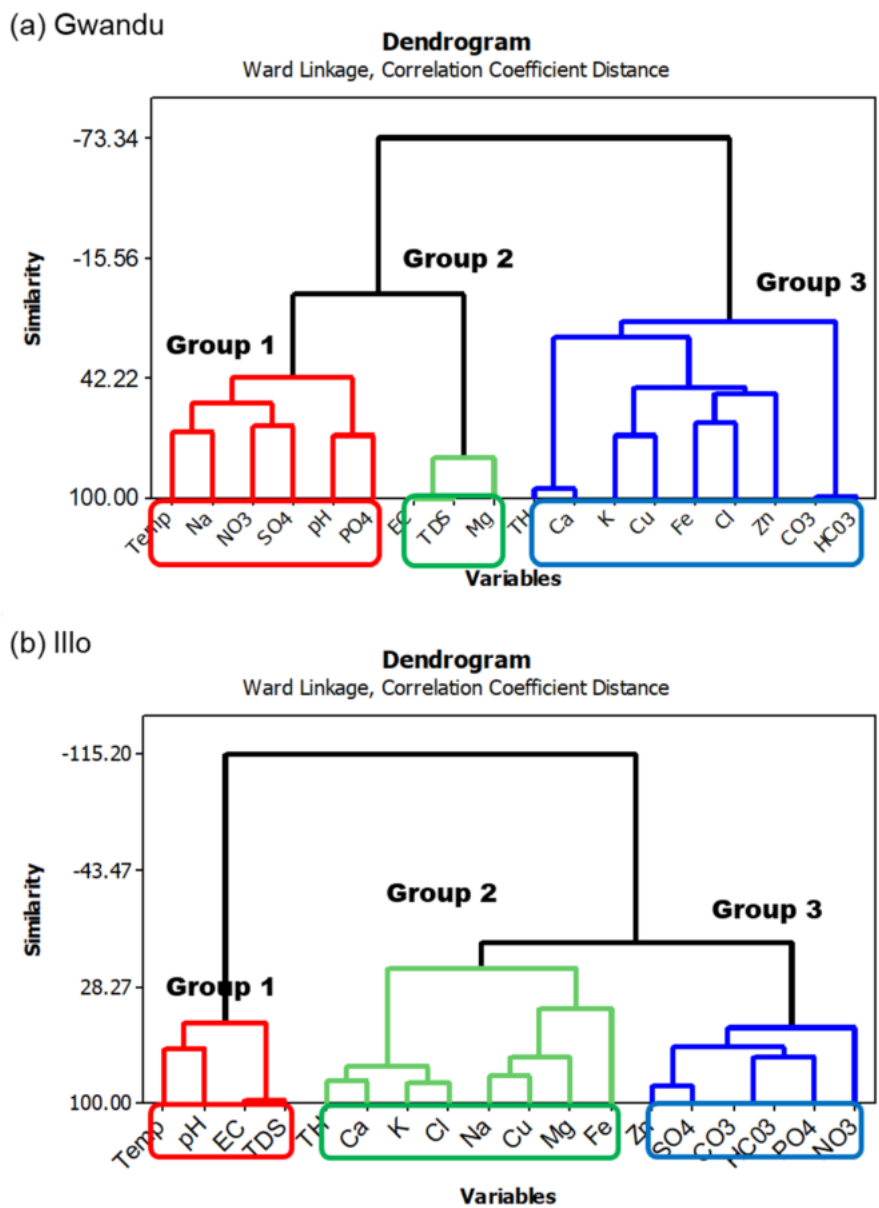 (a) Gwandu
Dendrogram
Ward Linkage, Correlation Coefficient Distance
-73.34
-15.56
42.22
100.00
Similarity
Group 1
Group 2
Group 3
Temp Na NO3 SO4 pH PO4 EC TDS Mg TH Ca K Cu Fe Cl Zn CO3 HC03
Variables
(b) Illo
Dendrogram
Ward Linkage, Correlation Coefficient Distance
-115.20
-43.47
28.27
100.00
Similarity
Group 1
Group 2
Group 3
Temp pH EC TDS TH Ca K Cl Na Cu Mg Fe Zn SO4 CO3 HC03 PO4 NO3
Variables